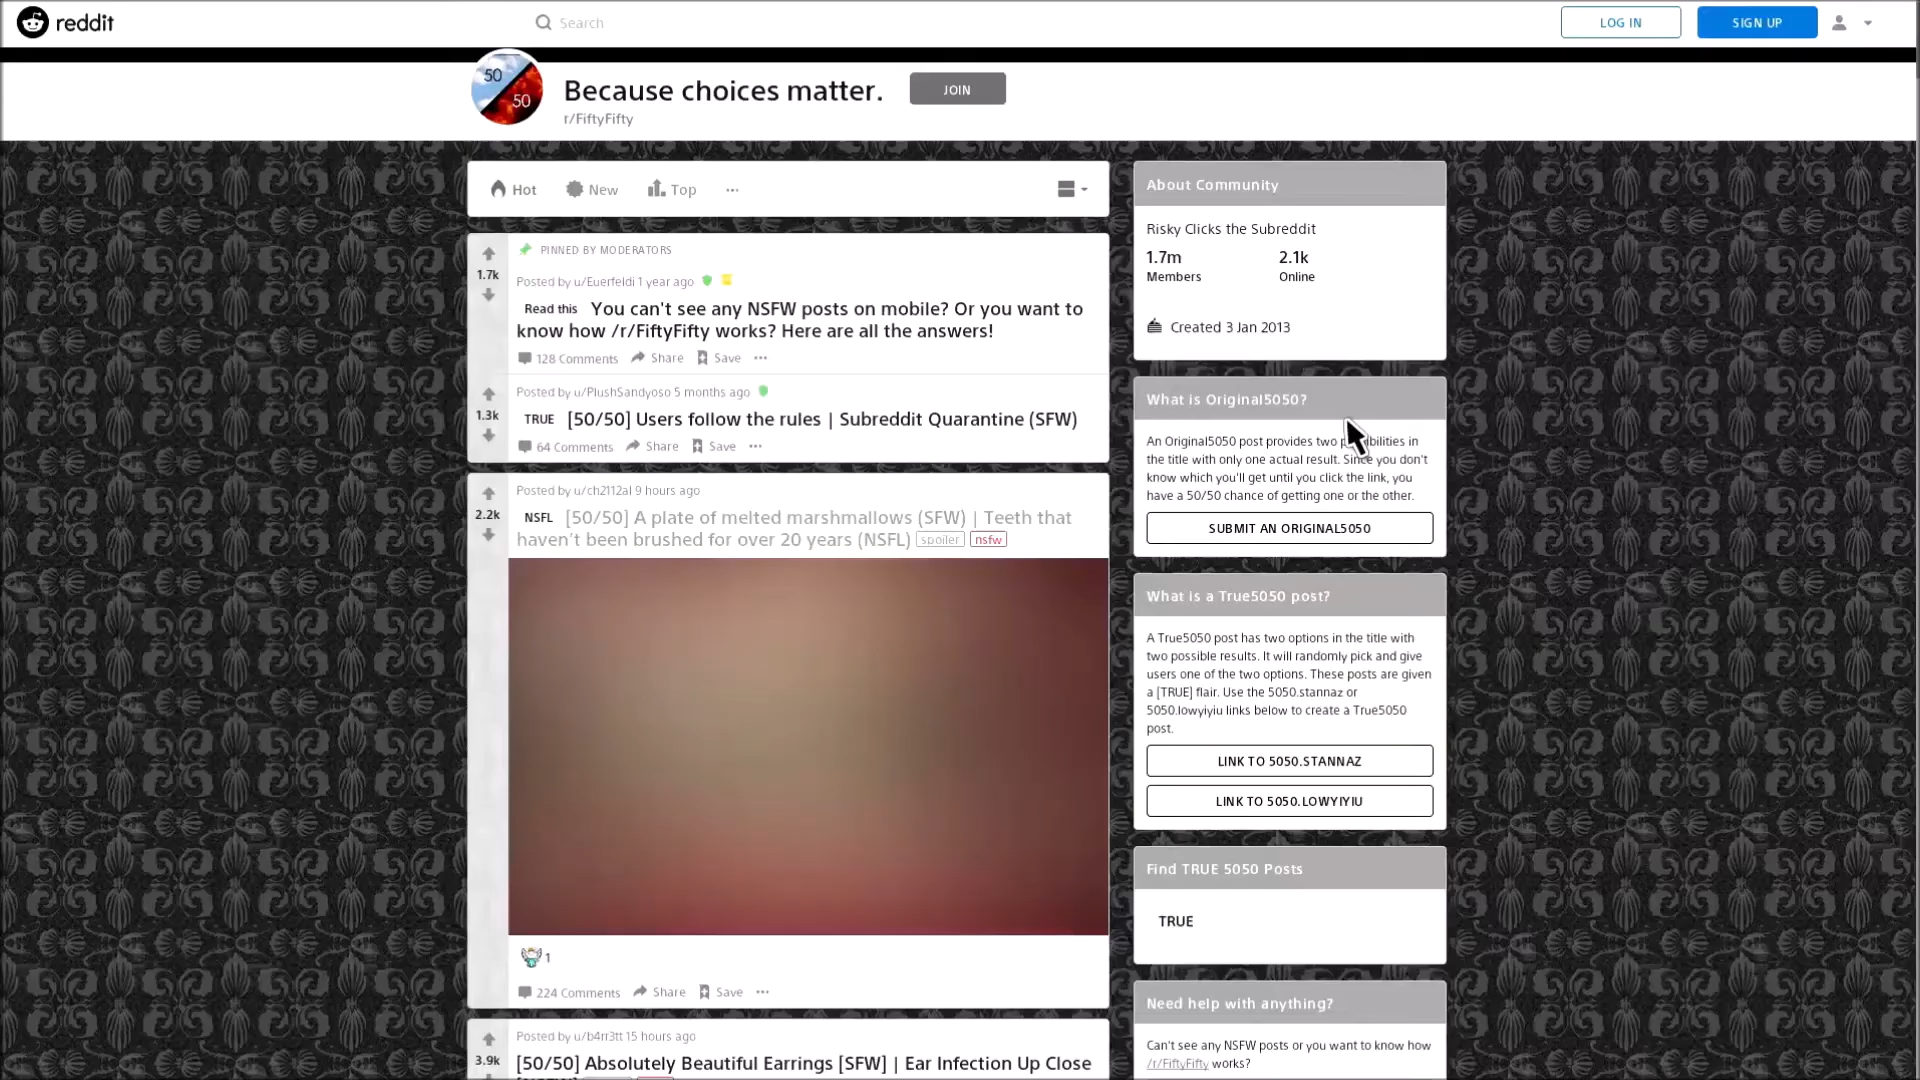 reddit
Search
LOG IN
SIGN UP
50
50
Because choices matter.
JOIN
r/FiftyFifty
Hot
New
Top
1.7k
PINNED BY MODERATORS
Posted by u/Euerfeldi 1 year ago
Read this You can't see any NSFW posts on mobile? Or you want to
know how /r/FiftyFifty works? Here are all the answers!
128 Comments
Share
Save
1.3k
Posted by u/PlushSandyoso 5 months ago
TRUE [50/50] Users follow the rules | Subreddit Quarantine (SFW)
64 Comments
Share
Save
2.2k
Posted by u/ch2112al 9 hours ago
NSFL [50/50] A plate of melted marshmallows (SFW) | Teeth that
haven't been brushed for over 20 years (NSFL) spoiler nsfw
1
224 Comments
Share
Save
3.9k
Posted by u/b4rr3tt 15 hours ago
[50/50] Absolutely Beautiful Earrings [SFW] | Ear Infection Up Close
About Community
Risky Clicks the Subreddit
1.7m
2.1k
Members
Online
Created 3 Jan 2013
What is Original5050?
An Original5050 post provides two in
the title with only one actual result. Since you don't
know which you'll get until you click the link, you
have a 50/50 chance of getting one or the other.
SUBMIT AN ORIGINAL5050
What is a True5050 post?
A True5050 post has two options in the title with
two possible results. It will randomly pick and give
users one of the two options. These posts are given
a [TRUE] flair. Use the 5050.stannaz or
5050.lowyiyiu links below to create a True5050
post.
LINK TO 5050.STANNAZ
LINK TO 5050.LOWYIYIU
Find TRUE 5050 Posts
TRUE
Need help with anything?
Can't see any NSFW posts or you want to know how
/r/FiftyFifty works?